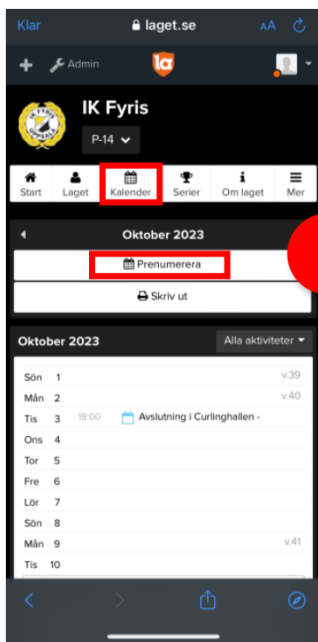 Klar laget.se AA
Admin la
IK Fyris
P-14
Start Laget Kalender Serier Om laget Mer
Oktober 2023
Prenumerera
Skriv ut
Oktober 2023 Alla aktiviteter
Sön 1 v.39
Mån 2 v.40
Tis 3 18:00 Avslutning i Curlinghallen -
Ons 4
Tor 5
Fre 6
Lör 7
Sön 8
Mån 9 v.41
Tis 10